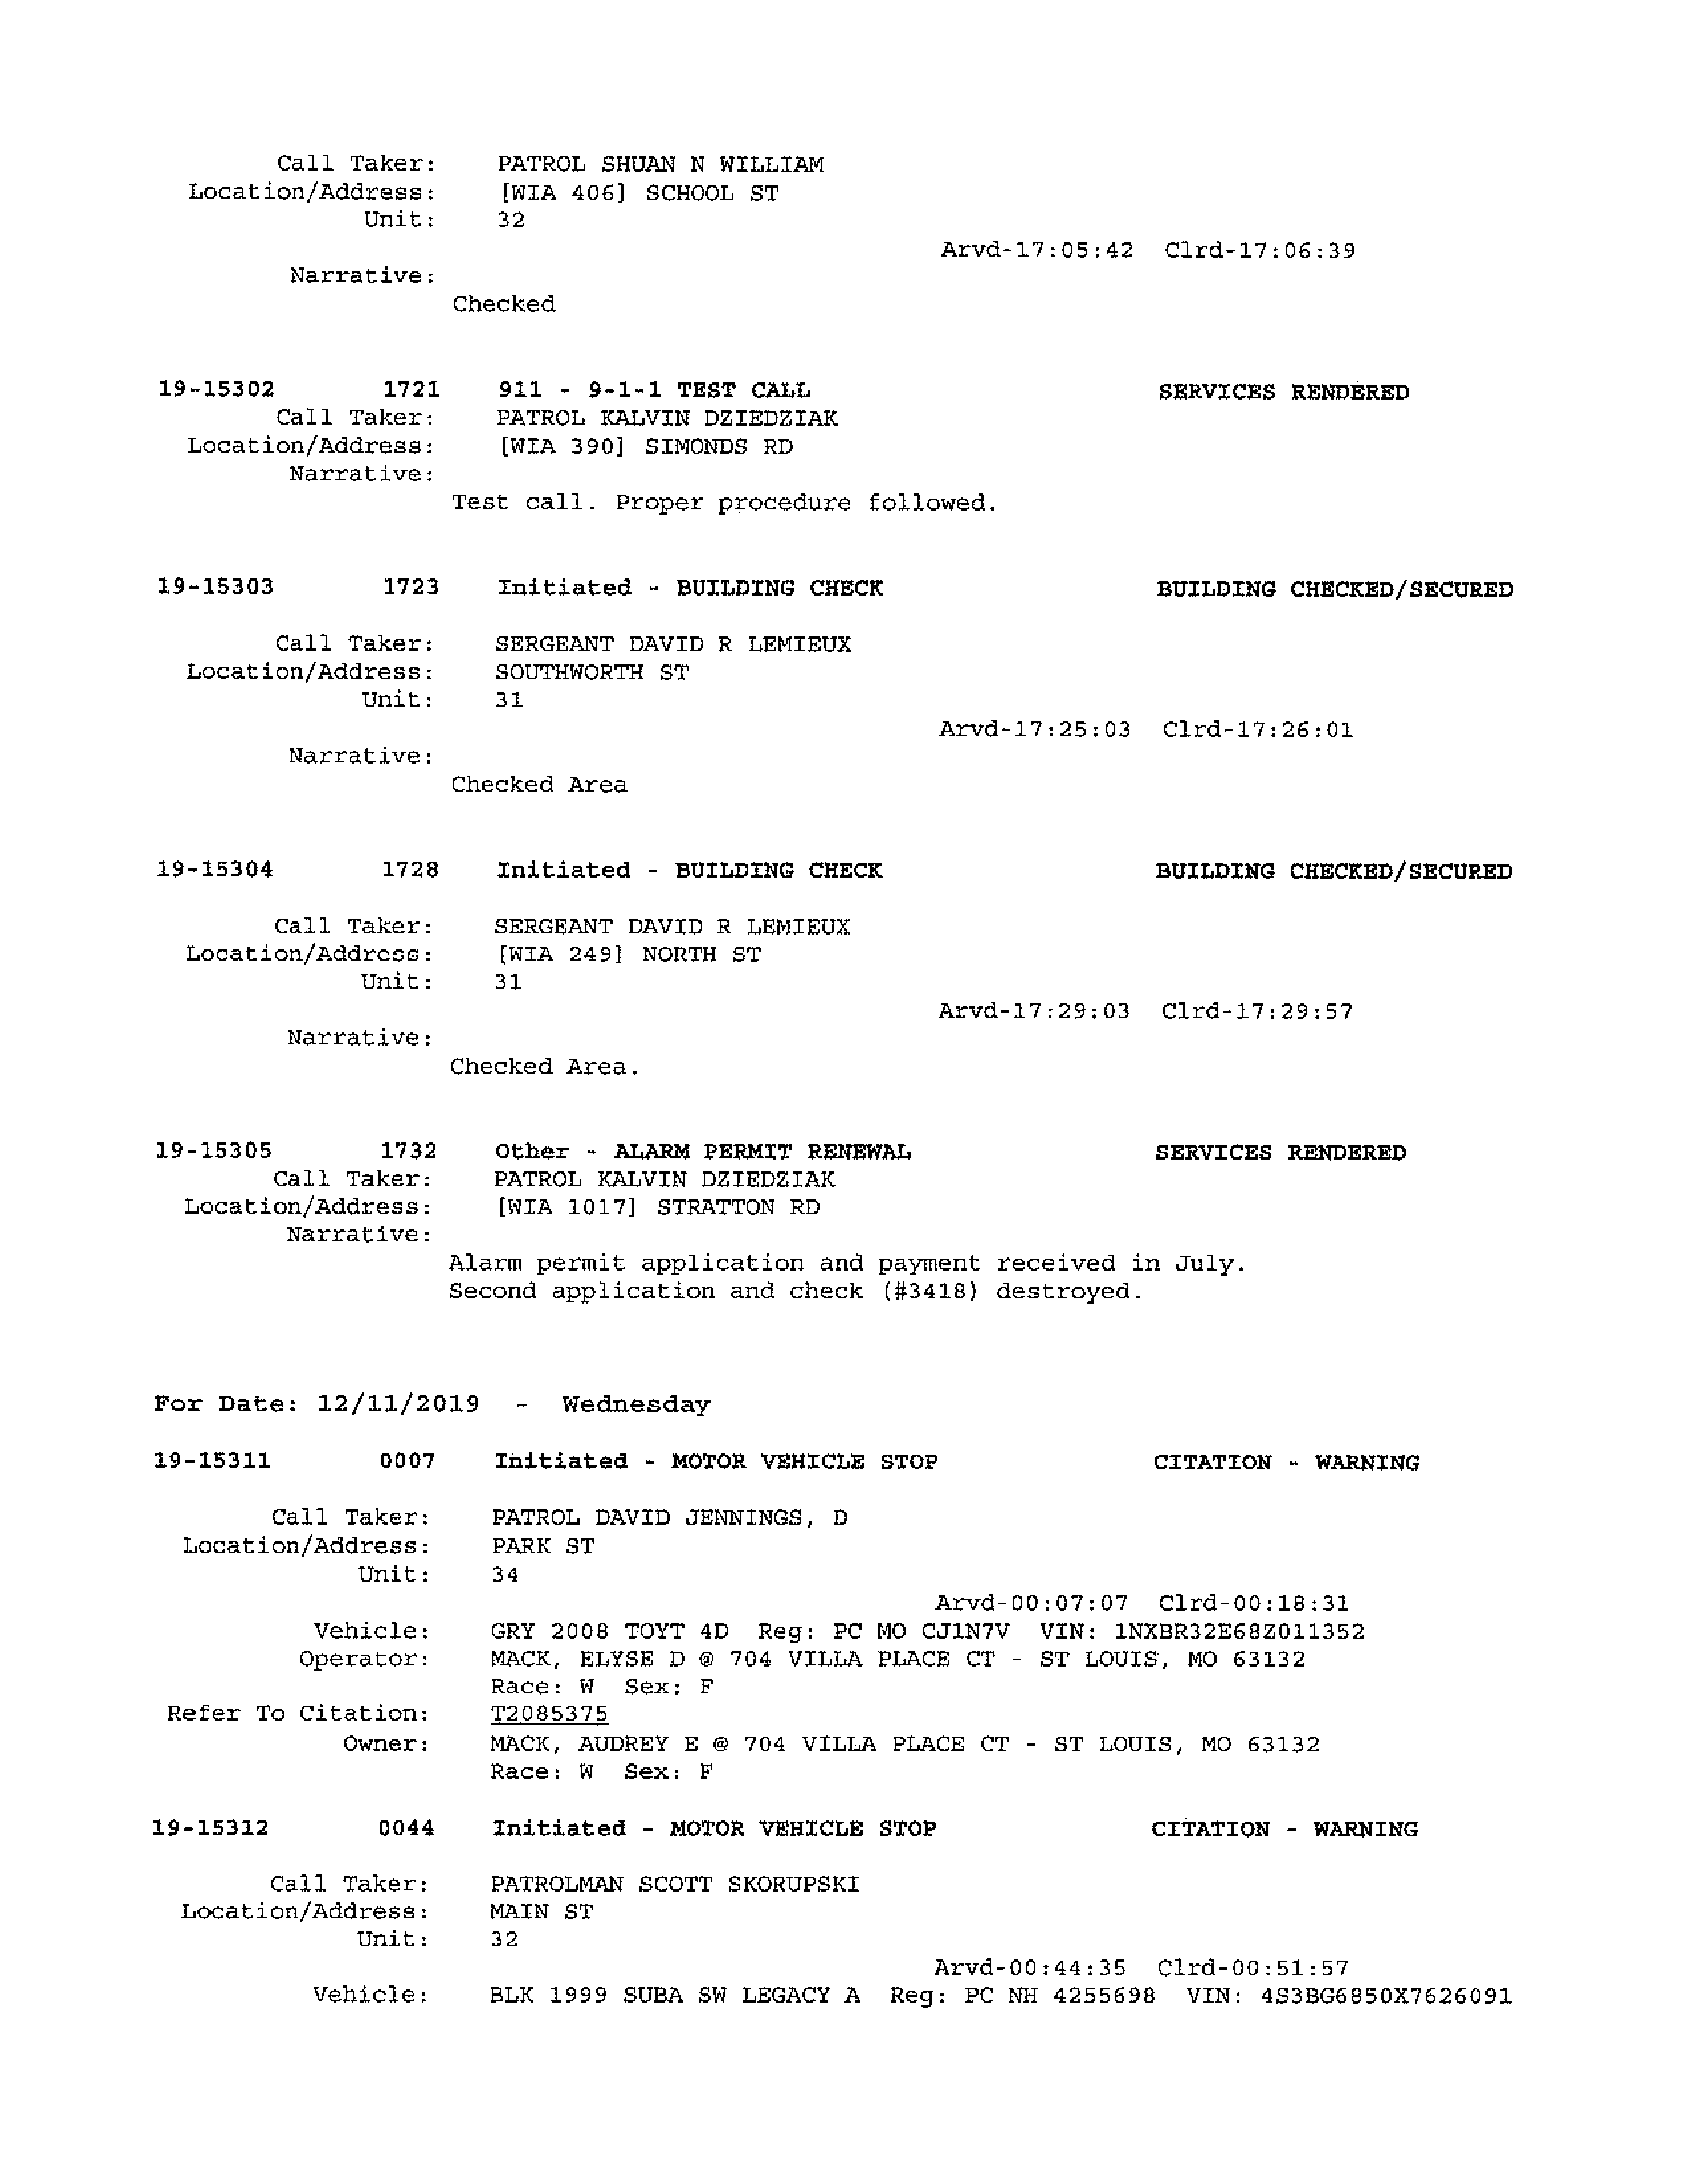 Call Taker: PATROL SHUAN N WILLIAM
Location/Address: [WIA 406] SCHOOL ST
Unit: 32
Arvd-17:05:42 Clrd-17:06:39
Narrative:
Checked
19-15302 1721 911 - 9-1-1 TEST CALL SERVICES RENDERED
Call Taker: PATROL KALVIN DZIEDZIAK
Location/Address: [WIA 390] SIMONDS RD
Narrative:
Test call. Proper procedure followed.
19-15303 1723 Initiated - BUILDING CHECK BUILDING CHECKED/SECURED
Call Taker: SERGEANT DAVID R LEMIEUX
Location/Address: SOUTHWORTH ST
Unit: 31
Arvd-17:25:03 Clrd-17:26:01
Narrative:
Checked Area
19-15304 1728 Initiated - BUILDING CHECK BUILDING CHECKED/SECURED
Call Taker: SERGEANT DAVID R LEMIEUX
Location/Address: [WIA 249] NORTH ST
Unit: 31
Arvd-17:29:03 Clrd-17:29:57
Narrative:
Checked Area.
19-15305 1732 Other - ALARM PERMIT RENEWAL SERVICES RENDERED
Call Taker: PATROL KALVIN DZIEDZIAK
Location/Address: [WIA 1017] STRATTON RD
Narrative:
Alarm permit application and payment received in July.
Second application and check (#3418) destroyed.
For Date: 12/11/2019 - Wednesday
19-15311 0007 Initiated - MOTOR VEHICLE STOP CITATION - WARNING
Call Taker: PATROL DAVID JENNINGS, D
Location/Address: PARK ST
Unit: 34
Arvd-00:07:07 Clrd-00:18:31
Vehicle: GRY 2008 TOYT 4D Reg: PC MO CJ1N7V VIN: 1NXBR32E68Z011352
Operator: MACK, ELYSE D @ 704 VILLA PLACE CT - ST LOUIS, MO 63132
Race: W Sex: F
Refer To Citation: T2085375
Owner: MACK, AUDREY E @ 704 VILLA PLACE CT - ST LOUIS, MO 63132
Race: W Sex: F
19-15312 0044 Initiated - MOTOR VEHICLE STOP CITATION - WARNING
Call Taker: PATROLMAN SCOTT SKORUPSKI
Location/Address: MAIN ST
Unit: 32
Arvd-00:44:35 Clrd-00:51:57
Vehicle: BLK 1999 SUBA SW LEGACY A Reg: PC NH 4255698 VIN: 4S3BG6850X7626091